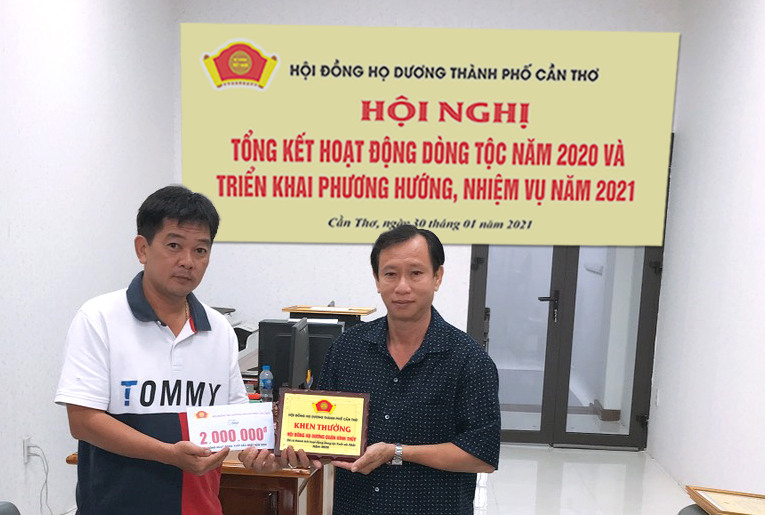 HỘI ĐỒNG HỌ DƯƠNG THÀNH PHỐ CẦN THƠ
HỘI NGHỊ
TỔNG KẾT HOẠT ĐỘNG DÒNG TỘC NĂM 2020 VÀ
TRIỂN KHAI PHƯƠNG HƯỚNG, NHIỆM VỤ NĂM 2021
Cần Thơ, ngày 30 tháng 01 năm 2021
TOMMY
2.000.000đ
HỘI ĐỒNG HỌ DƯƠNG THÀNH PHỐ CẦN THƠ
KHEN THƯỞNG
HỘI ĐỒNG HỌ DƯƠNG QUẬN BÌNH THỦY